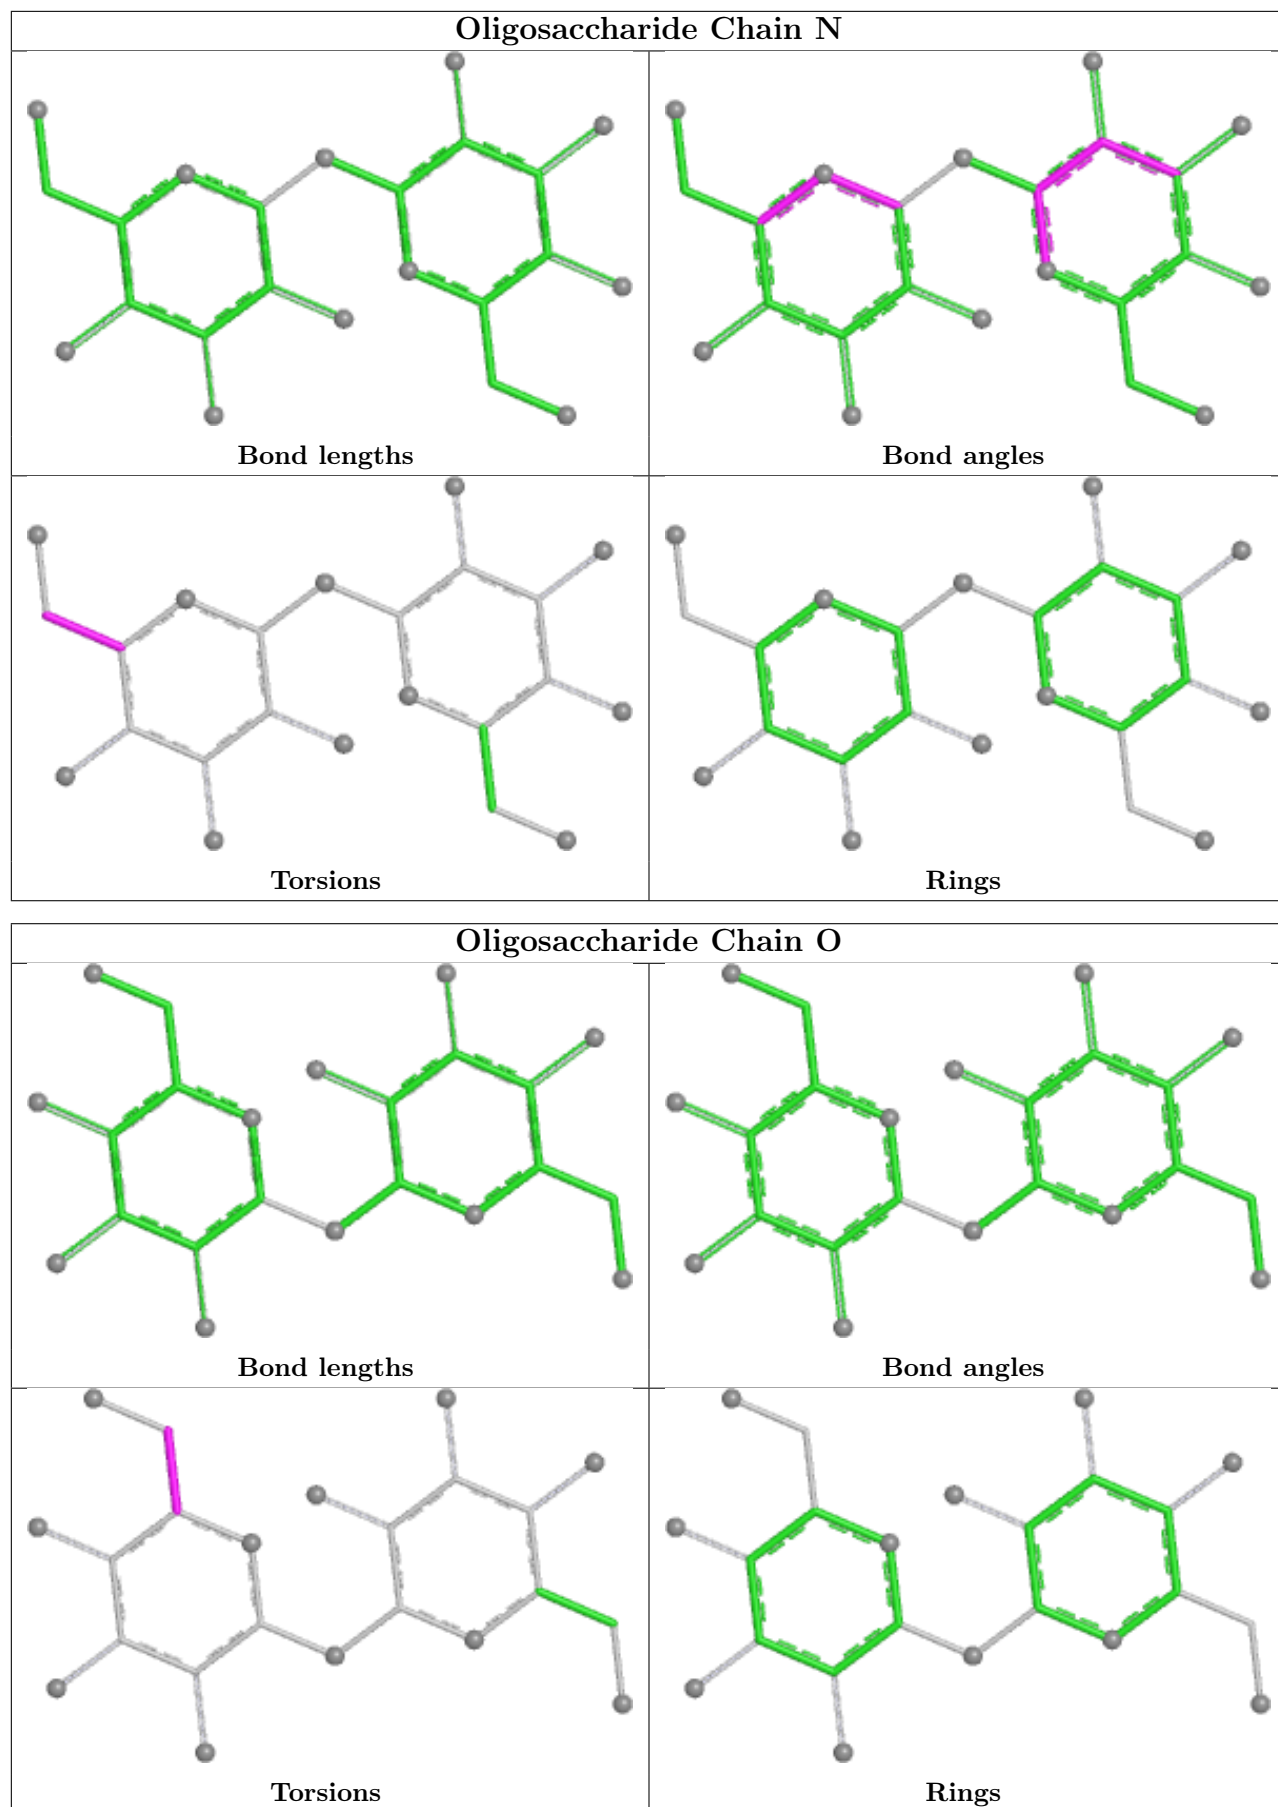 Oligosaccharide Chain N
Bond lengths
Bond angles
Torsions
Rings
Oligosaccharide Chain O
Bond lengths
Bond angles
Torsions
Rings